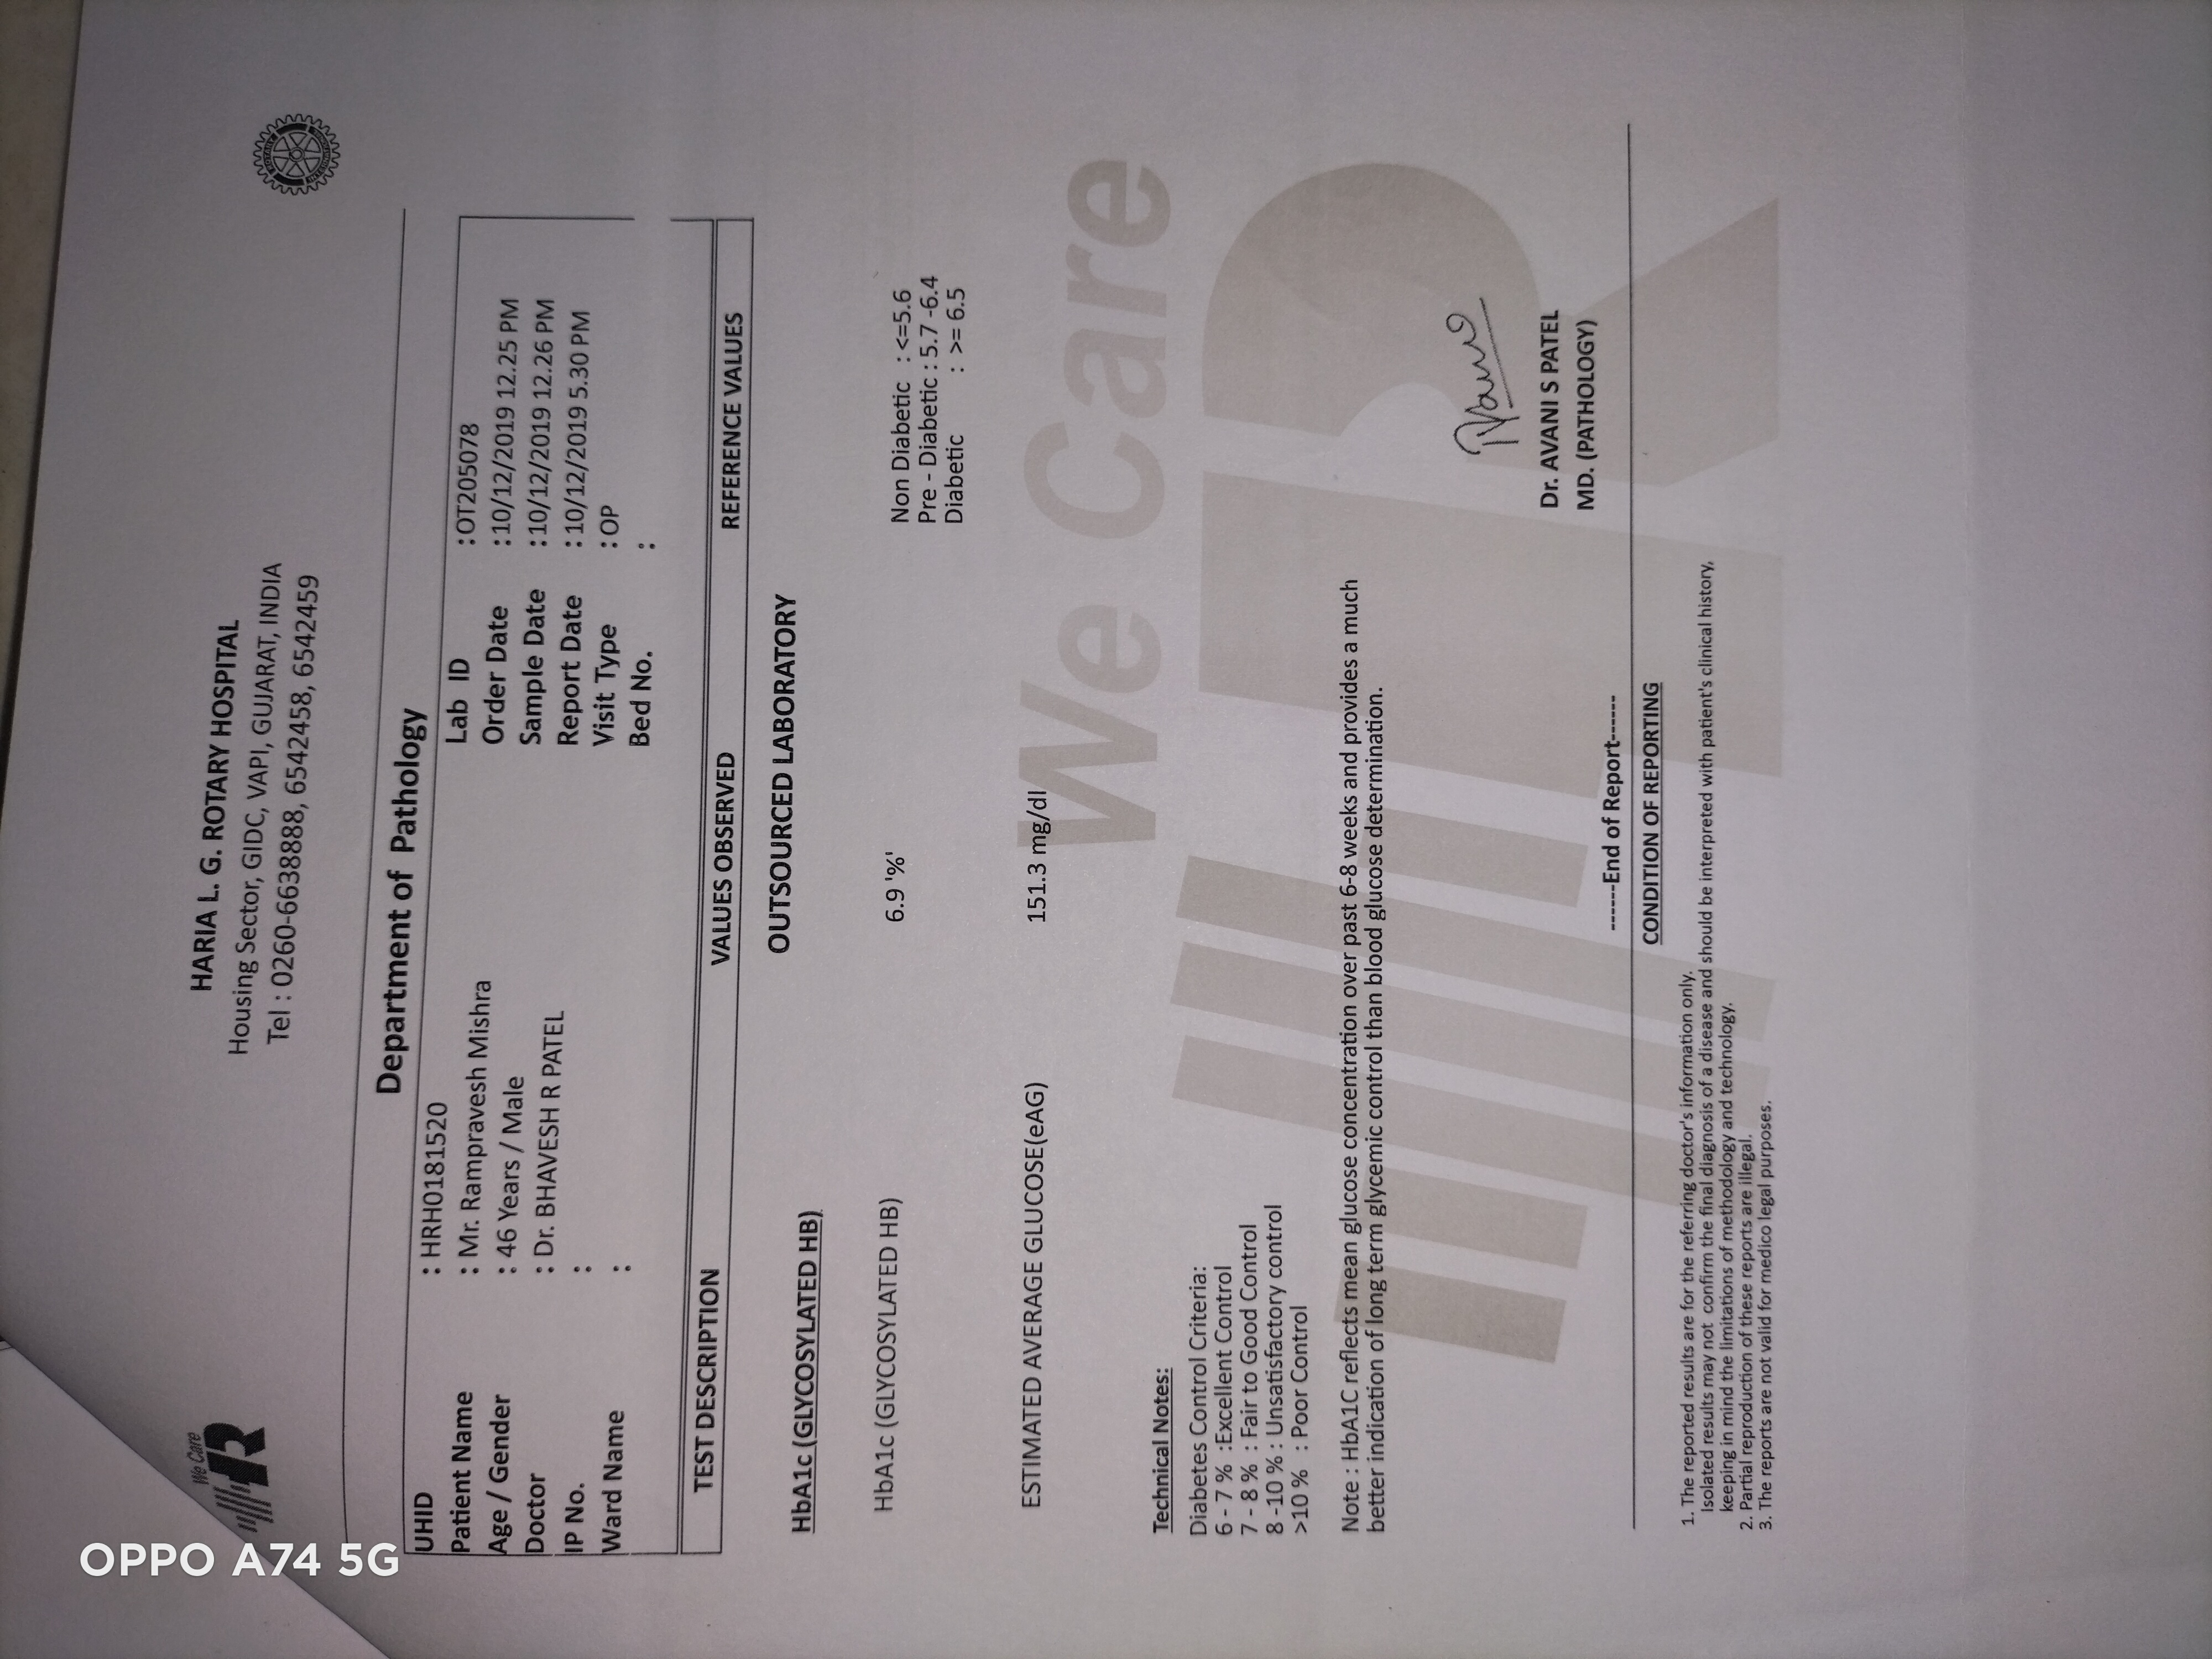 OPPO A74 5G
We Care
R
HARIA L. G. ROTARY HOSPITAL
Housing Sector, GIDC, VAPI, GUJARAT, INDIA
Tel : 0260-6638888, 6542458, 6542459
ROTARY
INTERNATIONAL
Department of Pathology
UHID : HRH0181520
Patient Name : Mr. Rampravesh Mishra
Age / Gender : 46 Years / Male
Doctor : Dr. BHAVESH R PATEL
IP No. :
Ward Name :
Lab ID :OT205078
Order Date :10/12/2019 12.25 PM
Sample Date :10/12/2019 12.26 PM
Report Date :10/12/2019 5.30 PM
Visit Type :OP
Bed No. :
TEST DESCRIPTION VALUES OBSERVED REFERENCE VALUES
OUTSOURCED LABORATORY
HbA1c (GLYCOSYLATED HB)
HbA1c (GLYCOSYLATED HB) 6.9 '%' Non Diabetic : <=5.6
Pre - Diabetic : 5.7 -6.4
Diabetic : >= 6.5
ESTIMATED AVERAGE GLUCOSE(eAG) 151.3 mg/dl
We Care
R
Technical Notes:
Diabetes Control Criteria:
6 - 7 % :Excellent Control
7 - 8 % : Fair to Good Control
8 -10 % : Unsatisfactory control
>10 % : Poor Control
Note : HbA1C reflects mean glucose concentration over past 6-8 weeks and provides a much
better indication of long term glycemic control than blood glucose determination.
Dr. AVANI S PATEL
MD. (PATHOLOGY)
------End of Report------
CONDITION OF REPORTING
1. The reported results are for the referring doctor's information only.
Isolated results may not confirm the final diagnosis of a disease and should be interpreted with patient's clinical history,
keeping in mind the limitations of methodology and technology.
2. Partial reproduction of these reports are illegal.
3. The reports are not valid for medico legal purposes.